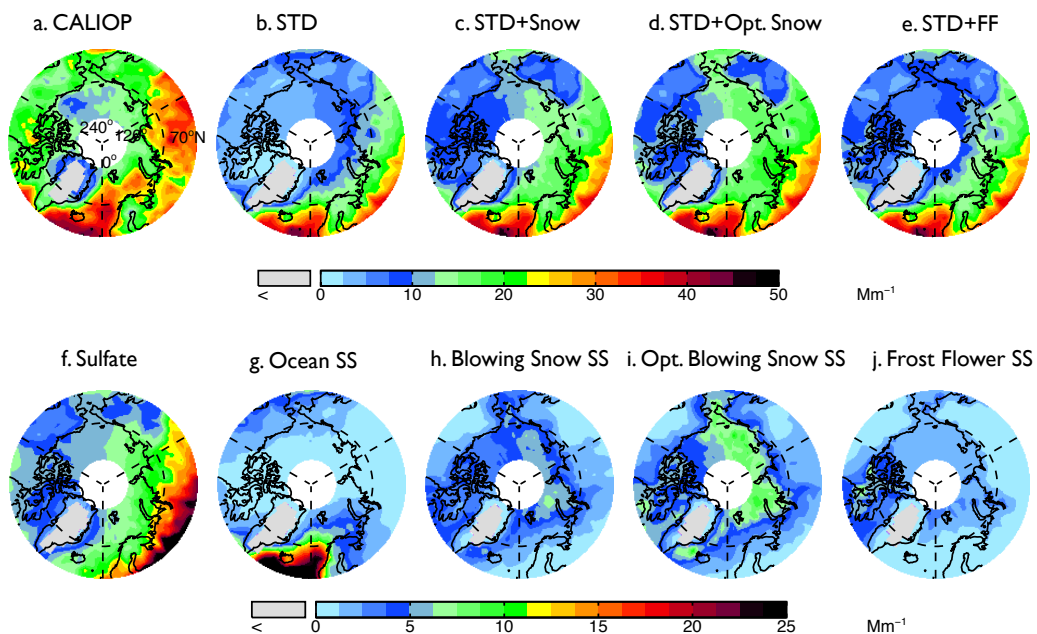 a. CALIOP b. STD c. STD+Snow d. STD+Opt. Snow e. STD+FF
240° 120° 70°N
0°
< 0 10 20 30 40 50 Mm⁻¹
f. Sulfate g. Ocean SS h. Blowing Snow SS i. Opt. Blowing Snow SS j. Frost Flower SS
< 0 5 10 15 20 25 Mm⁻¹